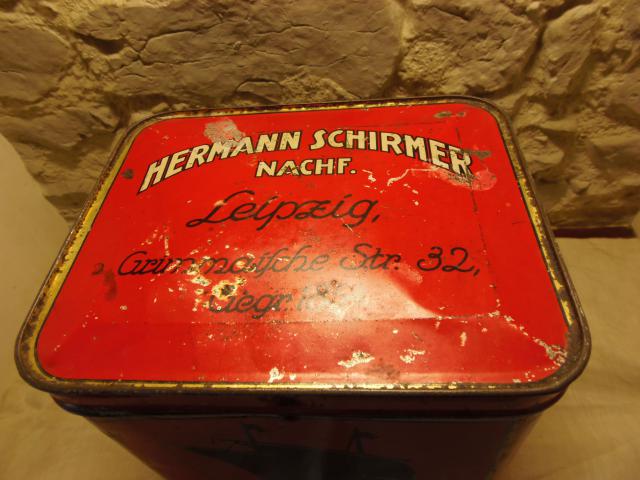 HERMANN SCHIRMER
NACHF.
Leipzig,
Grimmaiſche Str. 32,